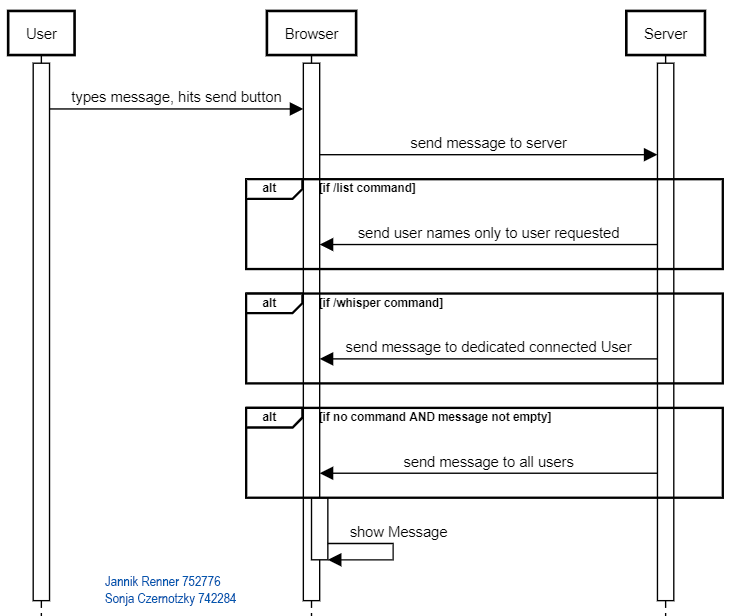 User
Browser
Server
types message, hits send button
send message to server
alt
[if /list command]
send user names only to user requested
alt
[if /whisper command]
send message to dedicated connected User
alt
[if no command AND message not empty]
send message to all users
show Message
Jannik Renner 752776
Sonja Czernotzky 742284